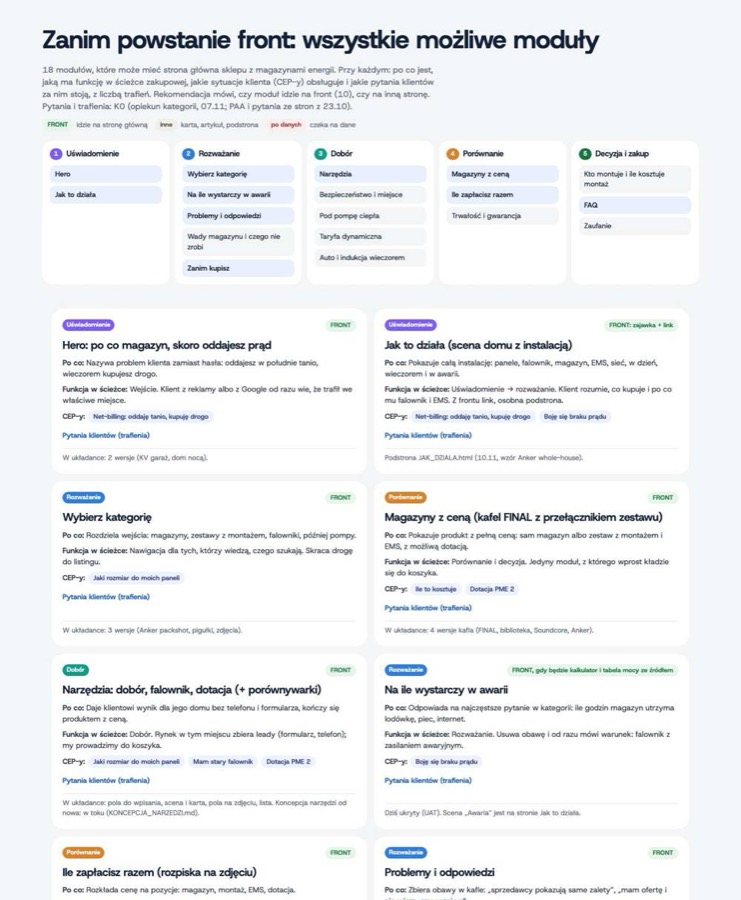 Zanim powstanie front: wszystkie możliwe moduły
18 modułów, które może mieć strona główna sklepu z magazynami energii. Przy każdym: po co jest,
jaką ma funkcję w ścieżce zakupowej, jakie sytuacje klienta (CEP-y) obsługuje i jakie pytania klientów
za nim stoją, z liczbą trafień. Rekomendacja mówi, czy moduł idzie na front (10), czy na inną stronę.
Pytania i trafienia: K0 (opiekun kategorii, 07.11; PAA i pytania ze stron z 23.10).
FRONT idzie na stronę główną inne karta, artykuł, podstrona po danych czeka na dane
1 Uświadomienie
Hero
Jak to działa
2 Rozważanie
Wybierz kategorię
Na ile wystarczy w awarii
Problemy i odpowiedzi
Wady magazynu i czego nie
zrobi
Zanim kupisz
3 Dobór
Narzędzia
Bezpieczeństwo i miejsce
Pod pompę ciepła
Taryfa dynamiczna
Auto i indukcja wieczorem
4 Porównanie
Magazyny z ceną
Ile zapłacisz razem
Trwałość i gwarancja
5 Decyzja i zakup
Kto montuje i ile kosztuje
montaż
FAQ
Zaufanie
Uświadomienie FRONT
Hero: po co magazyn, skoro oddajesz prąd
Po co: Nazywa problem klienta zamiast hasła: oddajesz w południe tanio,
wieczorem kupujesz drogo.
Funkcja w ścieżce: Wejście. Klient z reklamy albo z Google od razu wie, że trafił we
właściwe miejsce.
CEP-y: Net-billing: oddaję tanio, kupuję drogo
Pytania klientów (trafienia)
W układance: 2 wersje (KV garaż, dom nocą).
Uświadomienie FRONT: zajawka + link
Jak to działa (scena domu z instalacją)
Po co: Pokazuje całą instalację: panele, falownik, magazyn, EMS, sieć, w dzień,
wieczorem i w awarii.
Funkcja w ścieżce: Uświadomienie → rozważanie. Klient rozumie, co kupuje i po co
mu falownik i EMS. Z frontu link, osobna podstrona.
CEP-y: Net-billing: oddaję tanio, kupuję drogo Boję się braku prądu
Pytania klientów (trafienia)
Podstrona JAK_DZIALA.html (10.11, wzór Anker whole-house).
Rozważanie FRONT
Wybierz kategorię
Po co: Rozdziela wejścia: magazyny, zestawy z montażem, falowniki, później pompy.
Funkcja w ścieżce: Nawigacja dla tych, którzy wiedzą, czego szukają. Skraca drogę
do listingu.
CEP-y: Jaki rozmiar do moich paneli
Pytania klientów (trafienia)
W układance: 3 wersje (Anker packshot, pigułki, zdjęcia).
Porównanie FRONT
Magazyny z ceną (kafel FINAL z przełącznikiem zestawu)
Po co: Pokazuje produkt z pełną ceną: sam magazyn albo zestaw z montażem i
EMS, z możliwą dotacją.
Funkcja w ścieżce: Porównanie i decyzja. Jedyny moduł, z którego wprost kładzie
się do koszyka.
CEP-y: Ile to kosztuje Dotacja PME 2
Pytania klientów (trafienia)
W układance: 4 wersje kafla (FINAL, biblioteka, Soundcore, Anker).
Dobór FRONT
Narzędzia: dobór, falownik, dotacja (+ porównywarki)
Po co: Daje klientowi wynik dla jego domu bez telefonu i formularza, kończy się
produktem z ceną.
Funkcja w ścieżce: Dobór. Rynek w tym miejscu zbiera leady (formularz, telefon);
my prowadzimy do koszyka.
CEP-y: Jaki rozmiar do moich paneli Mam stary falownik Dotacja PME 2
Pytania klientów (trafienia)
W układance: pola do wpisania, scena i karta, pola na zdjęciu, lista. Koncepcja narzędzi od
nowa: w toku (KONCEPCJA_NARZEDZI.md).
Rozważanie FRONT, gdy będzie kalkulator i tabela mocy ze źródłem
Na ile wystarczy w awarii
Po co: Odpowiada na najczęstsze pytanie w kategorii: ile godzin magazyn utrzyma
lodówkę, piec, internet.
Funkcja w ścieżce: Rozważanie. Usuwa obawę i od razu mówi warunek: falownik z
zasilaniem awaryjnym.
CEP-y: Boję się braku prądu
Pytania klientów (trafienia)
Dziś ukryty (UAT). Scena „Awaria” jest na stronie Jak to działa.
Porównanie FRONT
Ile zapłacisz razem (rozpiska na zdjęciu)
Po co: Rozkłada cenę na pozycje: magazyn, montaż, EMS, dotacja.
Rozważanie FRONT
Problemy i odpowiedzi
Po co: Zbiera obawy w kafle: „sprzedawcy pokazują same zalety”, „mam ofertę i